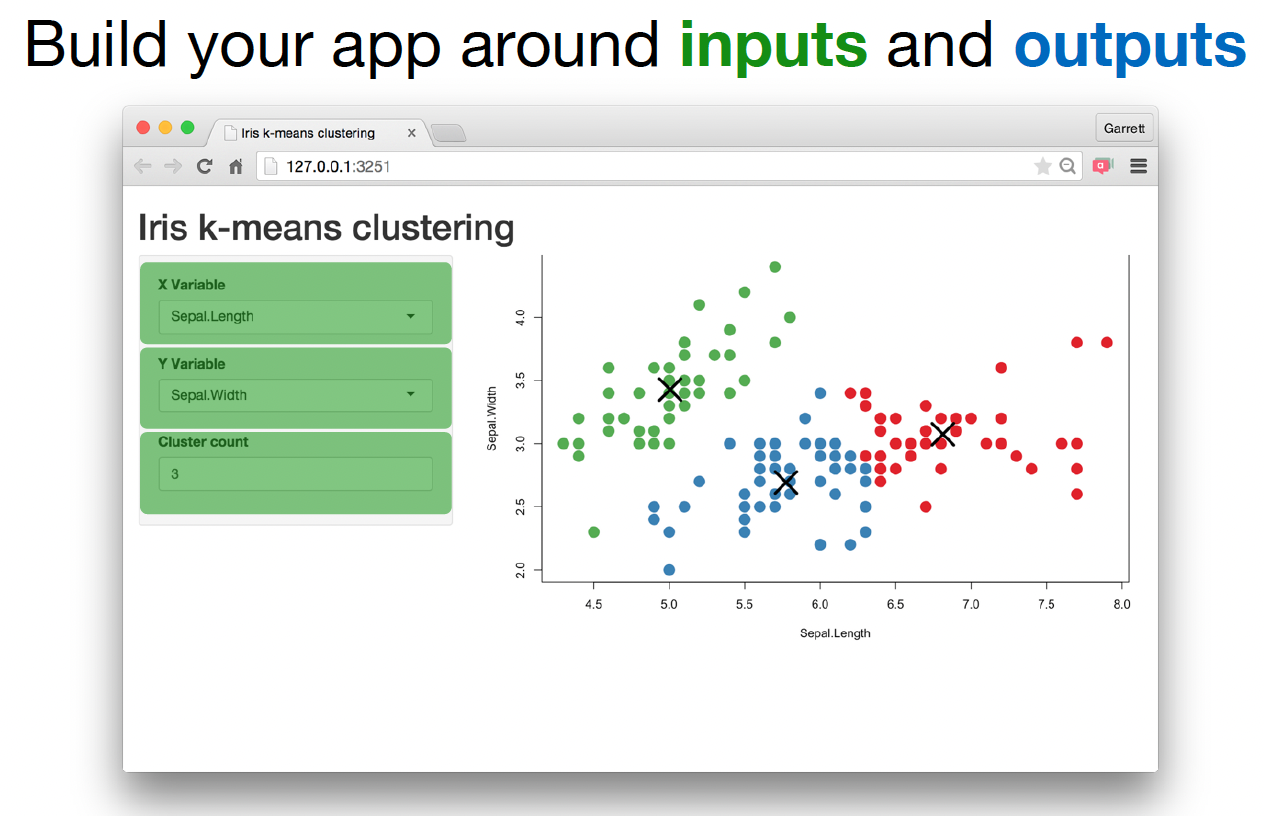 Build your app around inputs and outputs
Iris k-means clustering
Garrett
127.0.0.1:3251
a
Iris k-means clustering
X Variable
Sepal.Length
Y Variable
Sepal.Width
Cluster count
3
Sepal.Width
4.0
3.5
3.0
2.5
2.0
4.5 5.0 5.5 6.0 6.5 7.0 7.5 8.0
Sepal.Length